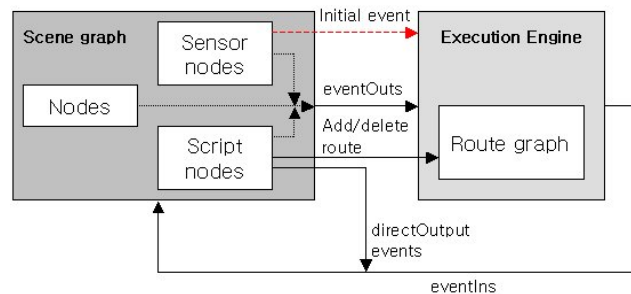 Initial event
Scene graph
Sensor
nodes
Execution Engine
Nodes
eventOuts
Add/delete
route
Script
nodes
Route graph
directOutput
events
eventIns